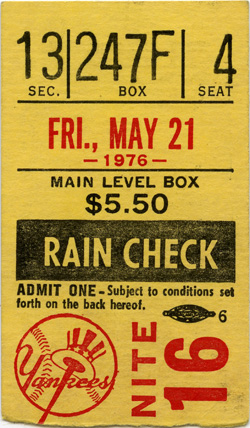 13 247F 4
SEC. BOX SEAT
FRI., MAY 21
—1976—
MAIN LEVEL BOX
$5.50
RAIN CHECK
ADMIT ONE–Subject to conditions set
forth on the back hereof.
6
Yankees
NITE
16